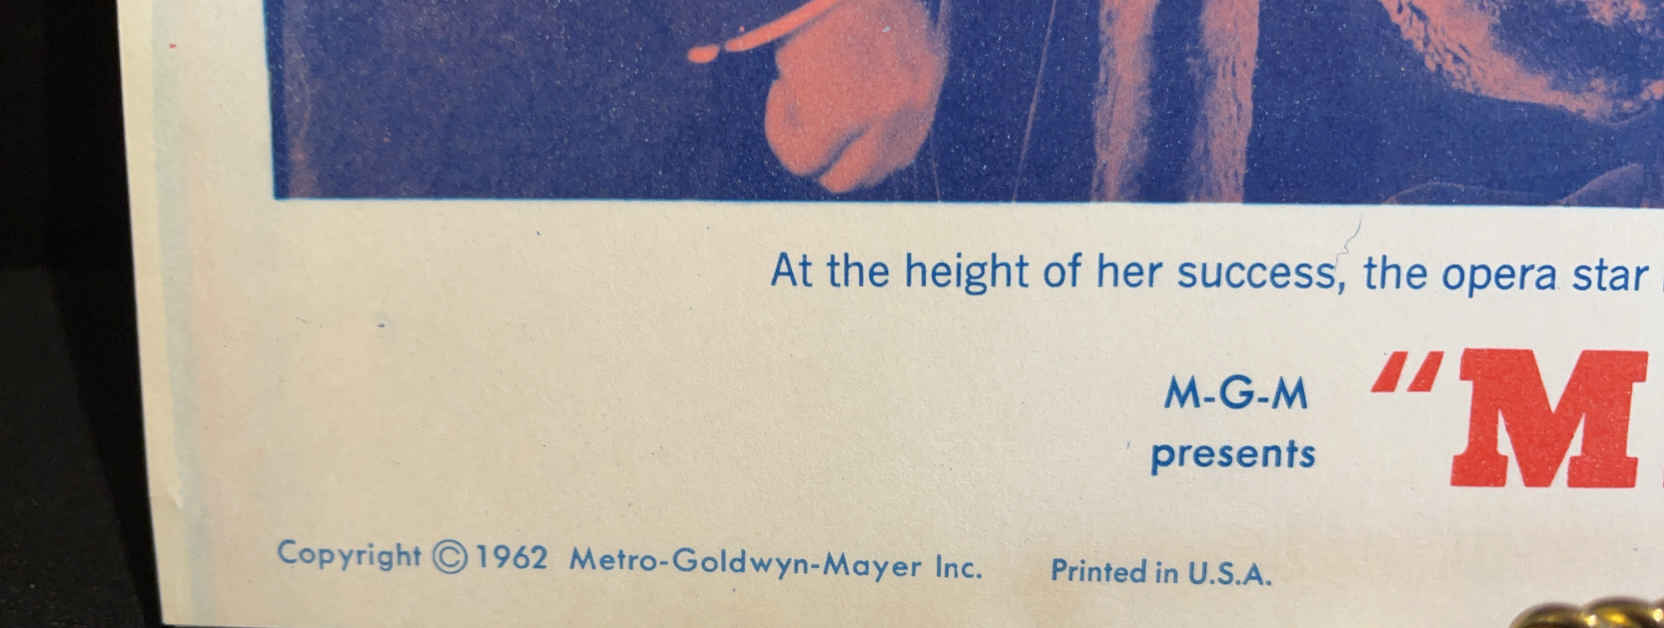 At the height of her success, the opera star
M-G-M
presents
"M
Copyright © 1962 Metro-Goldwyn-Mayer Inc. Printed in U.S.A.